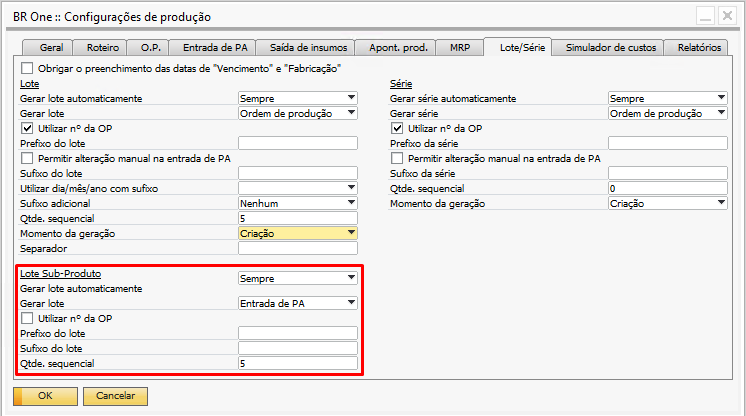 BR One :: Configurações de produção
Geral Roteiro O.P. Entrada de PA Saída de insumos Apont. prod. MRP Lote/Série Simulador de custos Relatórios
Obrigar o preenchimento das datas de "Vencimento" e "Fabricação"
Lote
Gerar lote automaticamente Sempre
Gerar lote Ordem de produção
Utilizar nº da OP
Prefixo do lote
Permitir alteração manual na entrada de PA
Sufixo do lote
Utilizar dia/mês/ano com sufixo
Sufixo adicional Nenhum
Qtde. sequencial 5
Momento da geração Criação
Separador
Série
Gerar série automaticamente Sempre
Gerar série Ordem de produção
Utilizar nº da OP
Prefixo da série
Permitir alteração manual na entrada de PA
Sufixo da série
Qtde. sequencial 0
Momento da geração Criação
Lote Sub-Produto
Sempre
Gerar lote automaticamente
Gerar lote Entrada de PA
Utilizar nº da OP
Prefixo do lote
Sufixo do lote
Qtde. sequencial 5
OK Cancelar